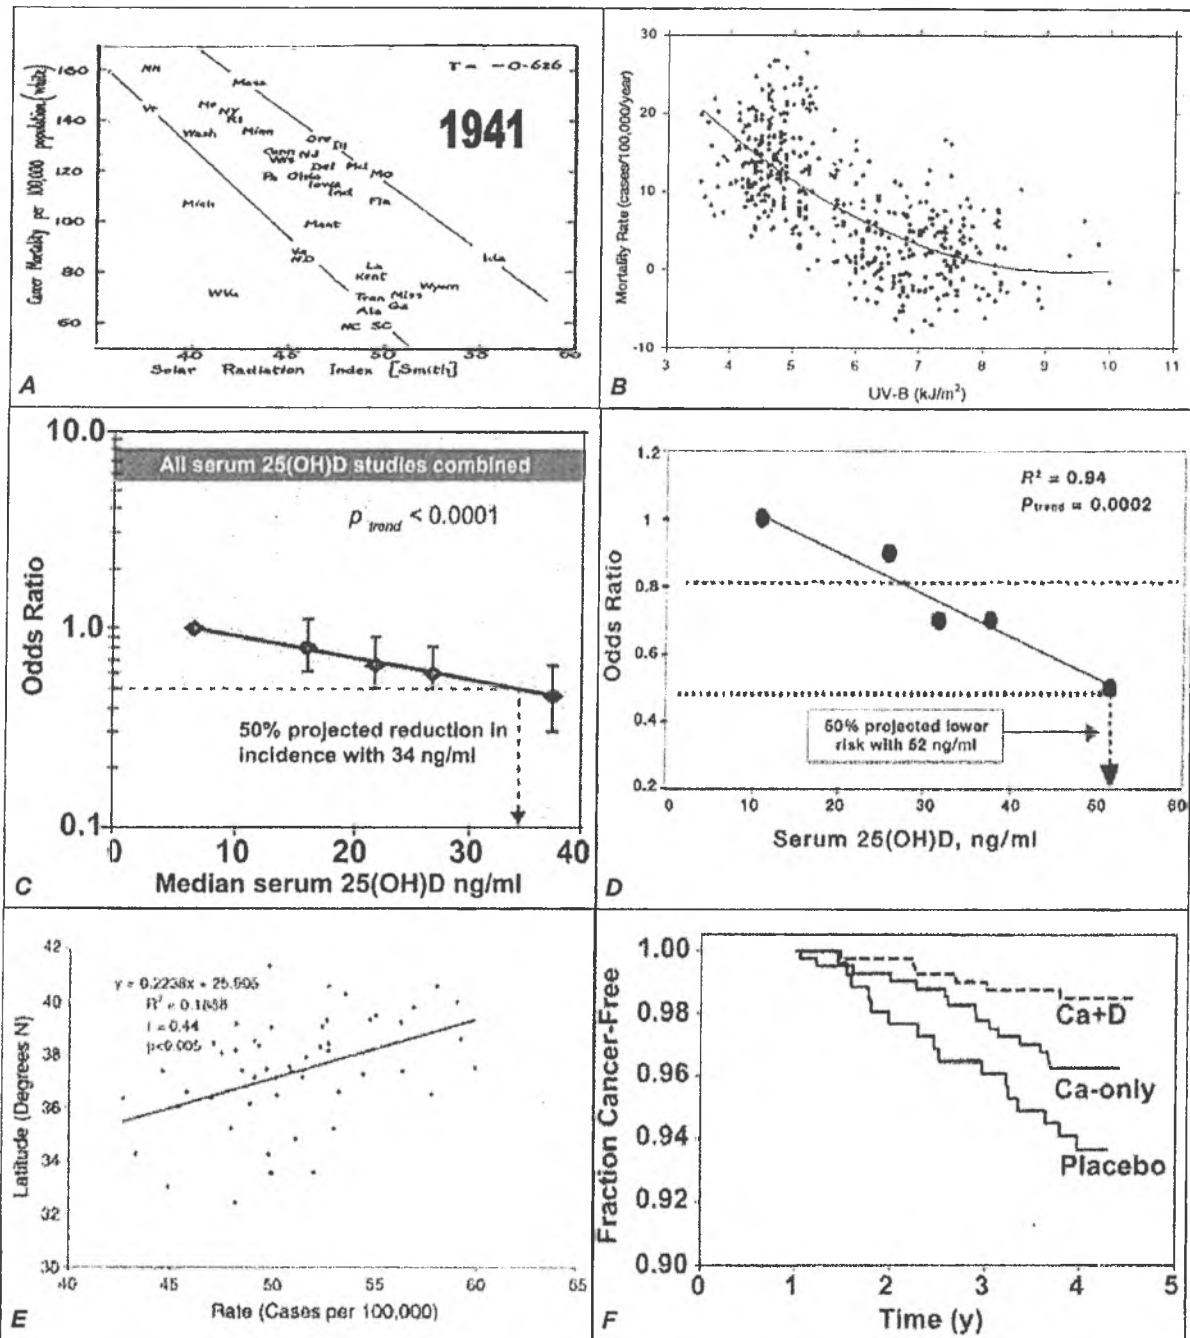 Cancer Mortality per 100,000 population (white)
160
140
120
100
80
60
NH
Mass
r = -0.626
1941
Vt
Me
NY
RI
Wash
Minn
Ore
Ill
Conn
NJ
Del
Md
Mo
Pa
Ohio
Iowa
Ind
Fla
Mich
Mont
Va
ND
Ida
La
Kent
WVa
Tenn
Miss
Wyom
Ala
Ga
NC
SC
40
45
50
55
60
Solar Radiation Index [Smith]
A
Mortality Rate (cases/100,000/year)
30
20
10
0
-10
3 4 5 6 7 8 9 10 11
UV-B (kJ/m²)
B
Odds Ratio
10.0
All serum 25(OH)D studies combined
p trend < 0.0001
1.0
50% projected reduction in
incidence with 34 ng/ml
0.1
0 10 20 30 40
Median serum 25(OH)D ng/ml
C
Odds Ratio
1.2
1
0.8
0.6
0.4
0.2
R² = 0.94
Ptrend = 0.0002
50% projected lower
risk with 52 ng/ml
0 10 20 30 40
Serum 25(OH)D, ng/ml
D
Latitude (Degrees N)
42
40
38
36
34
32
30
r = 0.44
p<0.005
40 45 50 55 60 65
Rate (Cases per 100,000)
E
Fraction Cancer-Free
1.00
0.98
0.96
0.94
0.92
0.90
Ca+D
Ca-only
Placebo
0 1 2 3 4 5
Time (y)
F